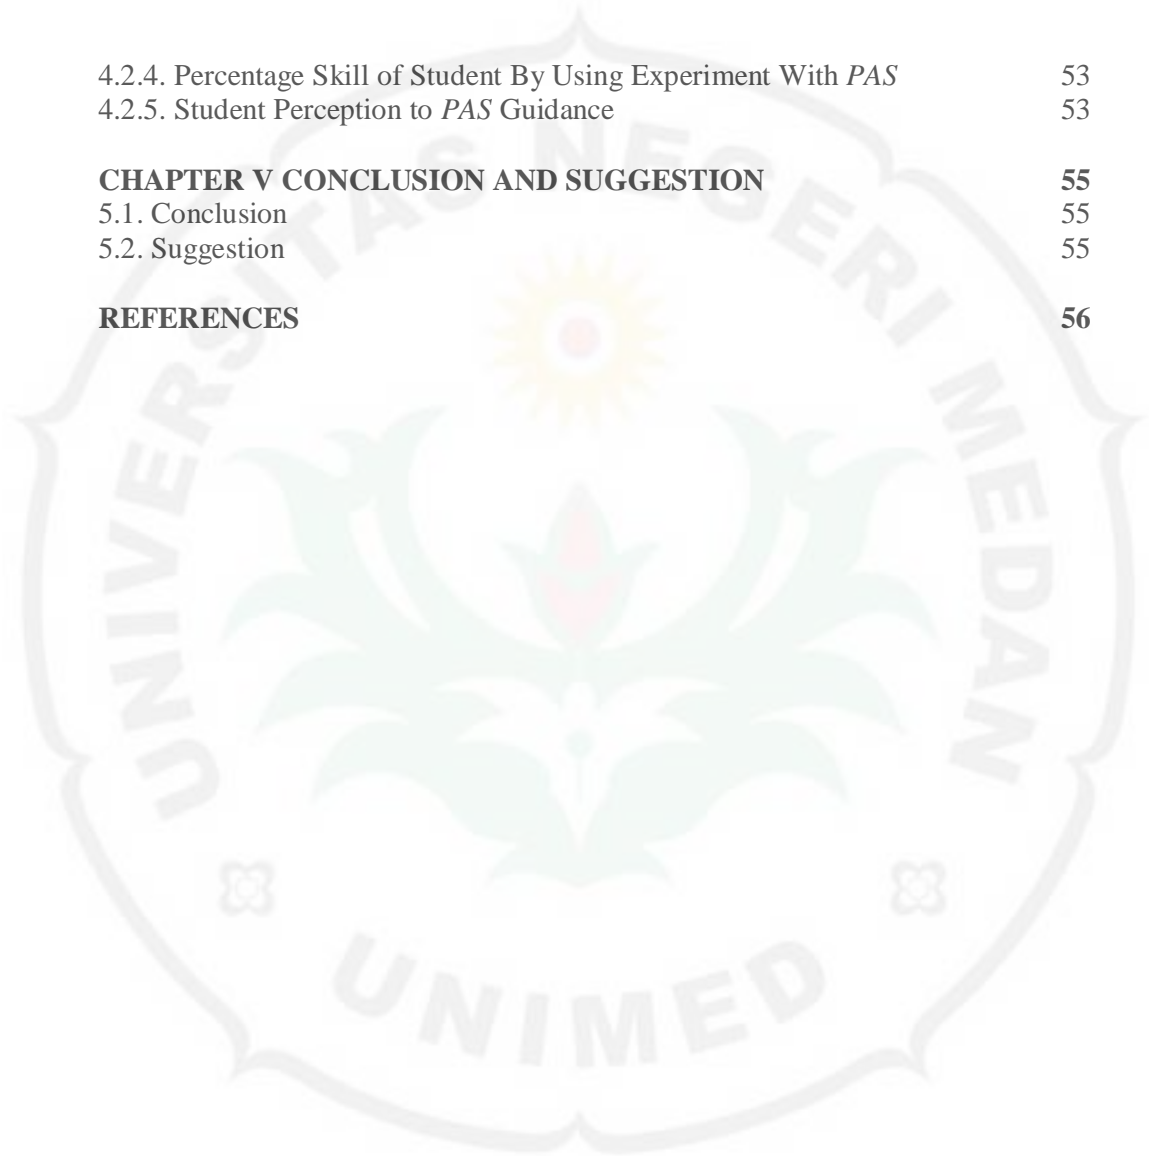 4.2.4. Percentage Skill of Student By Using Experiment With PAS 53
4.2.5. Student Perception to PAS Guidance 53
CHAPTER V CONCLUSION AND SUGGESTION 55
5.1. Conclusion 55
5.2. Suggestion 55
REFERENCES 56
UNIVERSITAS NEGERI MEDAN
UNIMED